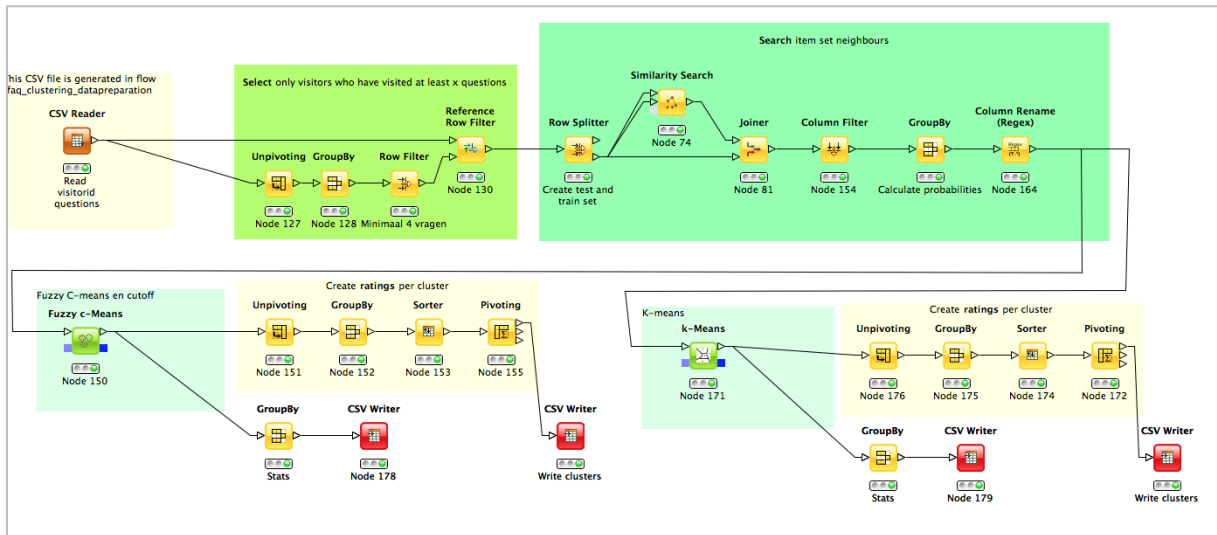 This CSV file is generated in flow
faq_clustering_datapreparation
CSV Reader
Read
visitorid
questions
Select only visitors who have visited at least x questions
Reference
Row Filter
Node 130
Unpivoting
Node 127
GroupBy
Node 128
Row Filter
Minimaal 4 vragen
Search item set neighbours
Similarity Search
Node 74
Row Splitter
Create test and
train set
Joiner
Node 81
Column Filter
Node 154
GroupBy
Calculate probabilities
Column Rename
(Regex)
Node 164
Fuzzy C-means en cutoff
Fuzzy c-Means
Node 150
Create ratings per cluster
Unpivoting
Node 151
GroupBy
Node 152
Sorter
Node 153
Pivoting
Node 155
GroupBy
Stats
CSV Writer
Node 178
CSV Writer
Write clusters
K-means
k-Means
Node 171
Create ratings per cluster
Unpivoting
Node 176
GroupBy
Node 175
Sorter
Node 174
Pivoting
Node 172
GroupBy
Stats
CSV Writer
Node 179
CSV Writer
Write clusters